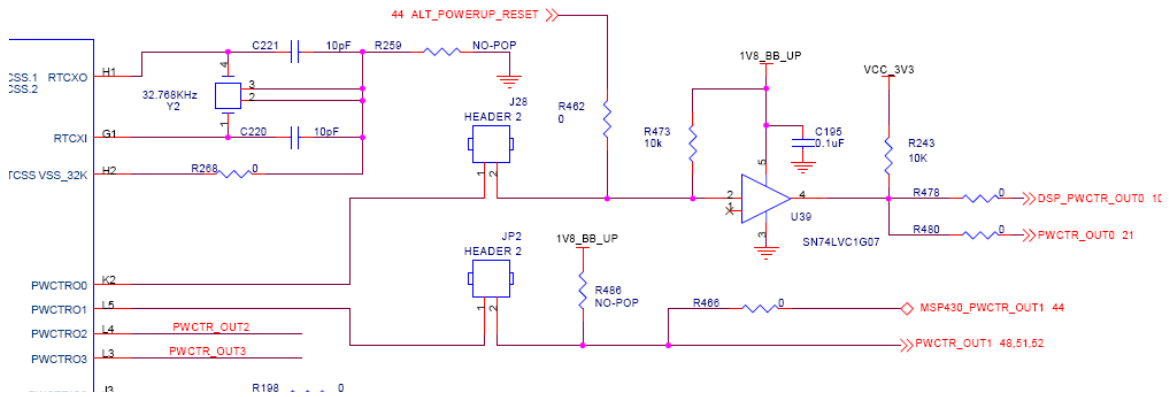 44 ALT_POWERUP_RESET
C221 10pF R259 NO-POP
1V8_BB_UP
VCC_3V3
CSS.1 RTCXO H1
CSS.2
4
3
2
1
32.768KHz
Y2
J28
HEADER 2
R462
0
R473
10k
C195
0.1uF
R243
10K
RTCXI G1
C220 10pF
TCSS VSS_32K H2
R268 0
1 2
5
2
1
4
3
U39
SN74LVC1G07
R478 0 DSP_PWCTR_OUT0 10
R480 0 PWCTR_OUT0 21
JP2
HEADER 2
1V8_BB_UP
R486
NO-POP
PWCTRO0 K2
PWCTRO1 L5
1 2
R466 0 MSP430_PWCTR_OUT1 44
PWCTRO2 L4 PWCTR_OUT2
PWCTR_OUT1 48,51,52
PWCTRO3 L3 PWCTR_OUT3
R198 0
J3